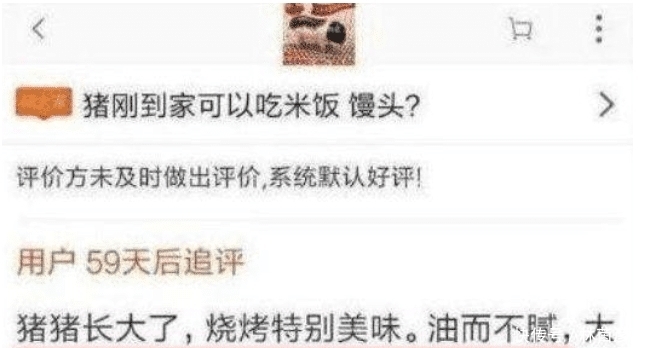 猪刚到家可以吃米饭 馒头?
评价方未及时做出评价,系统默认好评!
用户 59天后追评
猪猪长大了，烧烤特别美味。油而不腻，